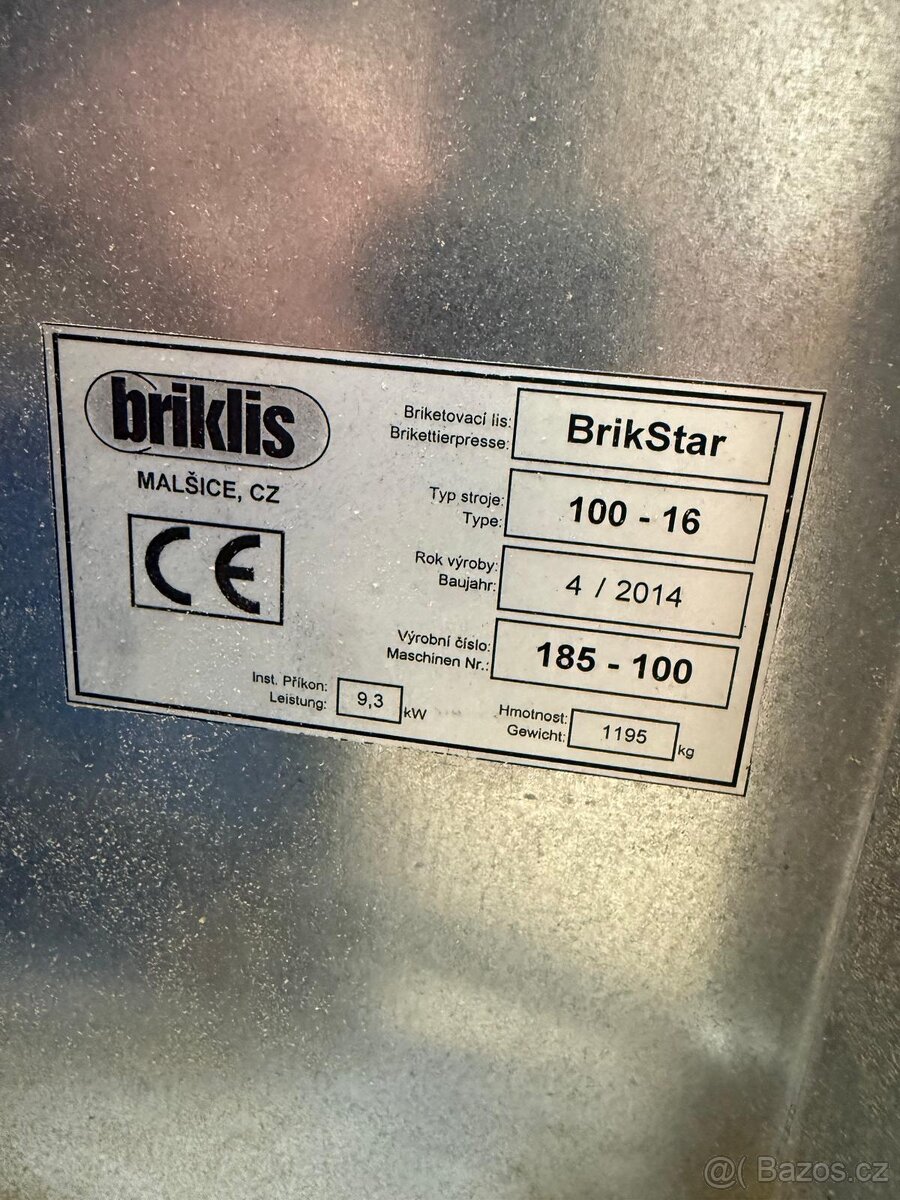 briklis
MALŠICE, CZ
CE
Briketovací lis:
Brikettierpresse:
BrikStar
Typ stroje:
Type:
100 - 16
Rok výroby:
Baujahr:
4 / 2014
Výrobní číslo:
Maschinen Nr.:
185 - 100
Inst. Příkon:
Leistung:
9,3 kW
Hmotnost:
Gewicht:
1195 kg
@( Bazos.cz